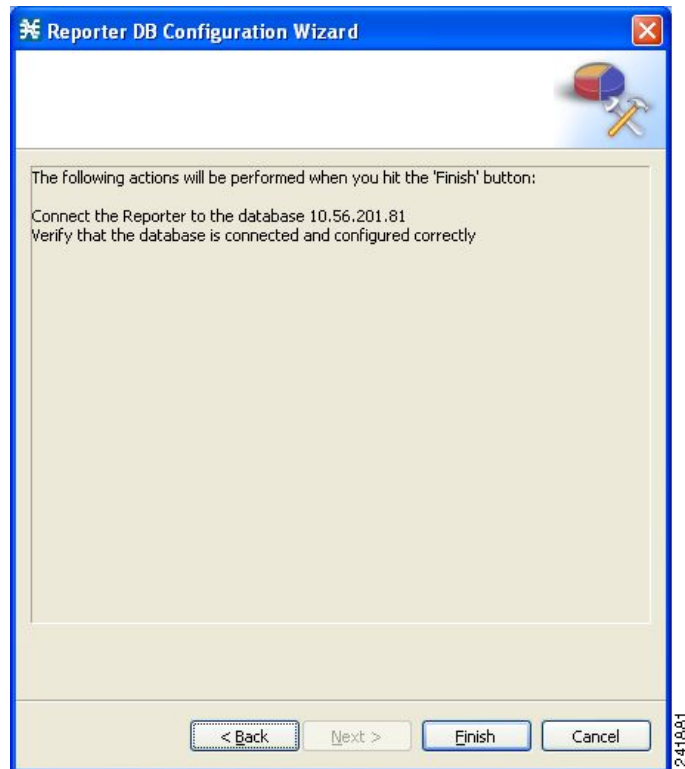 Reporter DB Configuration Wizard
The following actions will be performed when you hit the 'Finish' button:
Connect the Reporter to the database 10.56.201.81
Verify that the database is connected and configured correctly
< Back
Next >
Finish
Cancel
241881